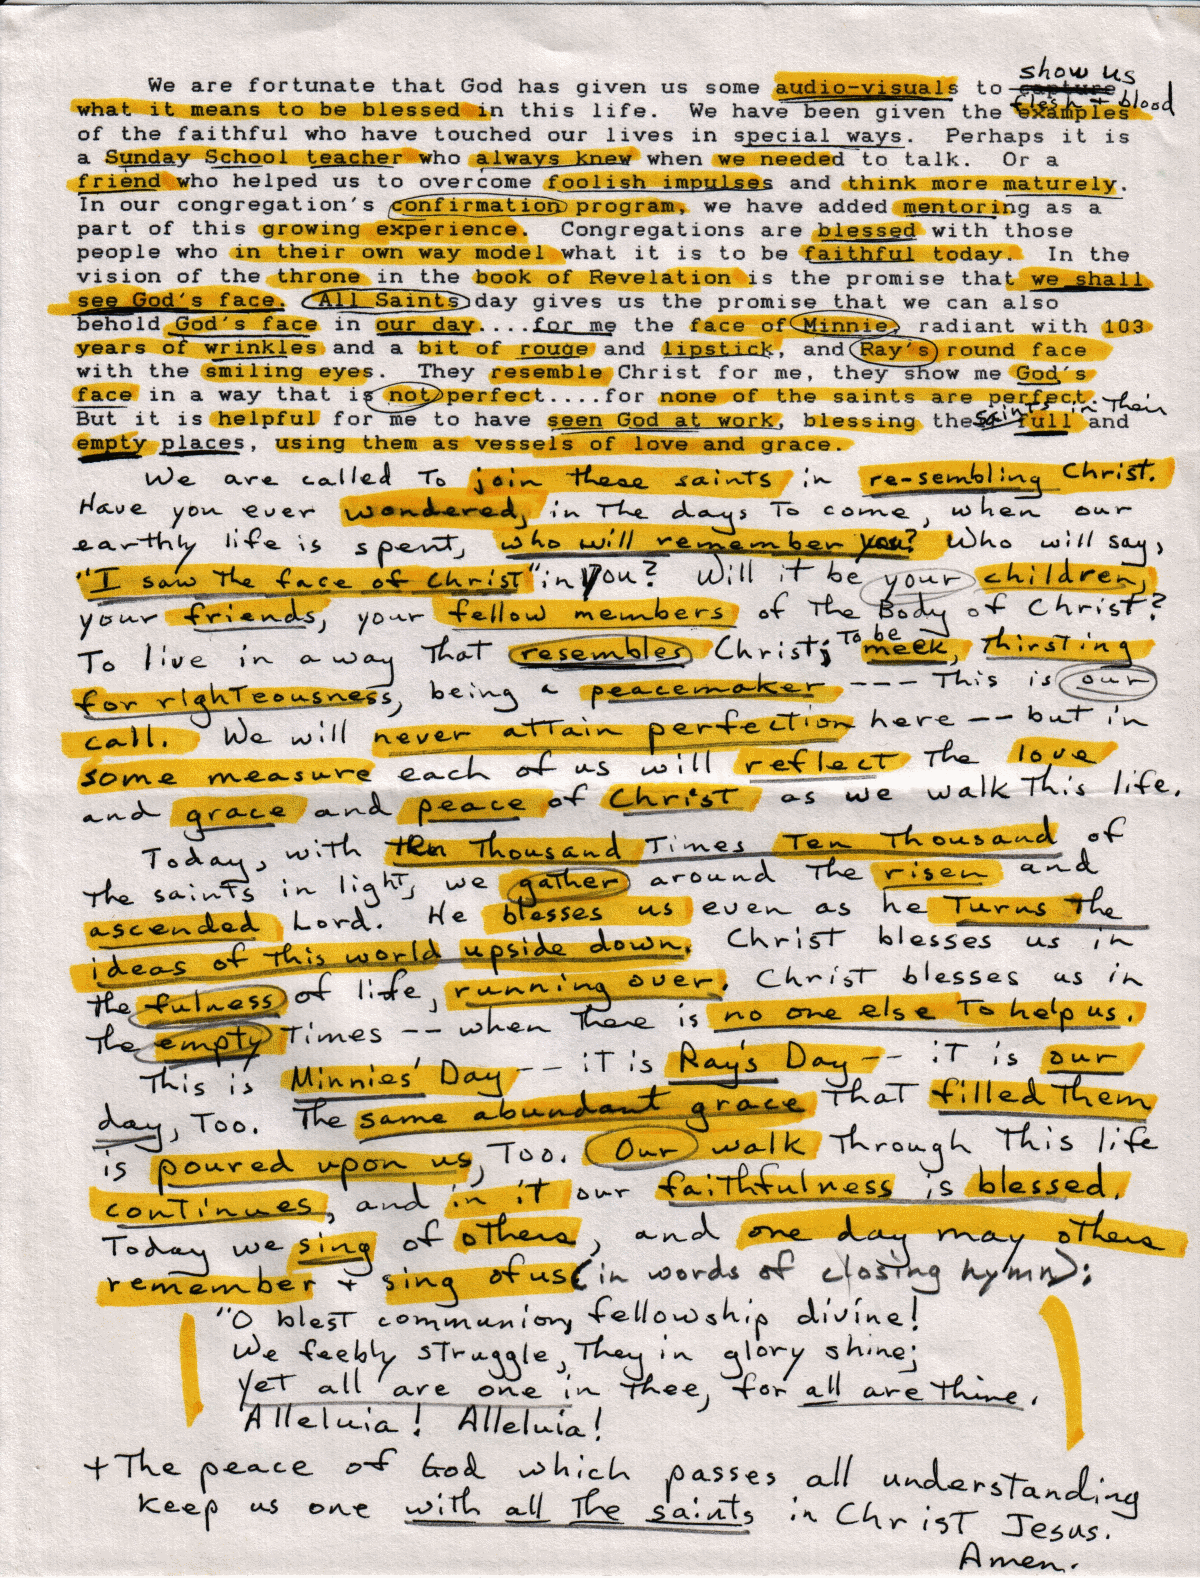 show us
We are fortunate that God has given us some audio-visuals to capture
flesh + blood
what it means to be blessed in this life. We have been given the examples
of the faithful who have touched our lives in special ways. Perhaps it is
a Sunday School teacher who always knew when we needed to talk. Or a
friend who helped us to overcome foolish impulses and think more maturely.
In our congregation's confirmation program, we have added mentoring as a
part of this growing experience. Congregations are blessed with those
people who in their own way model what it is to be faithful today. In the
vision of the throne in the book of Revelation is the promise that we shall
see God's face. All Saints day gives us the promise that we can also
behold God's face in our day....for me the face of Minnie, radiant with 103
years of wrinkles and a bit of rouge and lipstick, and Ray's round face
with the smiling eyes. They resemble Christ for me, they show me God's
face in a way that is not perfect....for none of the saints are perfect.
saints in their
But it is helpful for me to have seen God at work, blessing the full and
empty places, using them as vessels of love and grace.
We are called to join these saints in re-sembling Christ.
Have you ever wondered, in the days to come, when our
earthly life is spent, who will remember you? Who will say,
"I saw the face of Christ" in you? Will it be your children,
your friends, your fellow members of the Body of Christ?
To live in a way that resembles Christ; to be meek, thirsting
for righteousness, being a peacemaker --- this is our
call. We will never attain perfection here -- but in
some measure each of us will reflect the love
and grace and peace of Christ as we walk this life.
Today, with ten thousand times ten thousand of
the saints in light, we gather around the risen and
ascended Lord. He blesses us even as he turns the
ideas of this world upside down. Christ blesses us in
the fulness of life, running over. Christ blesses us in
the empty times -- when there is no one else to help us.
This is Minnies' Day -- it is Ray's Day -- it is our
day, too. The same abundant grace that filled them
is poured upon us, too. Our walk through this life
continues, and in it our faithfulness is blessed.
Today we sing of others, and one day may others
remember + sing of us (in words of closing hymn):
"O blest communion, fellowship divine!
We feebly struggle, they in glory shine;
Yet all are one in thee, for all are thine.
Alleluia! Alleluia!
+ The peace of God which passes all understanding
keep us one with all the saints in Christ Jesus.
Amen.